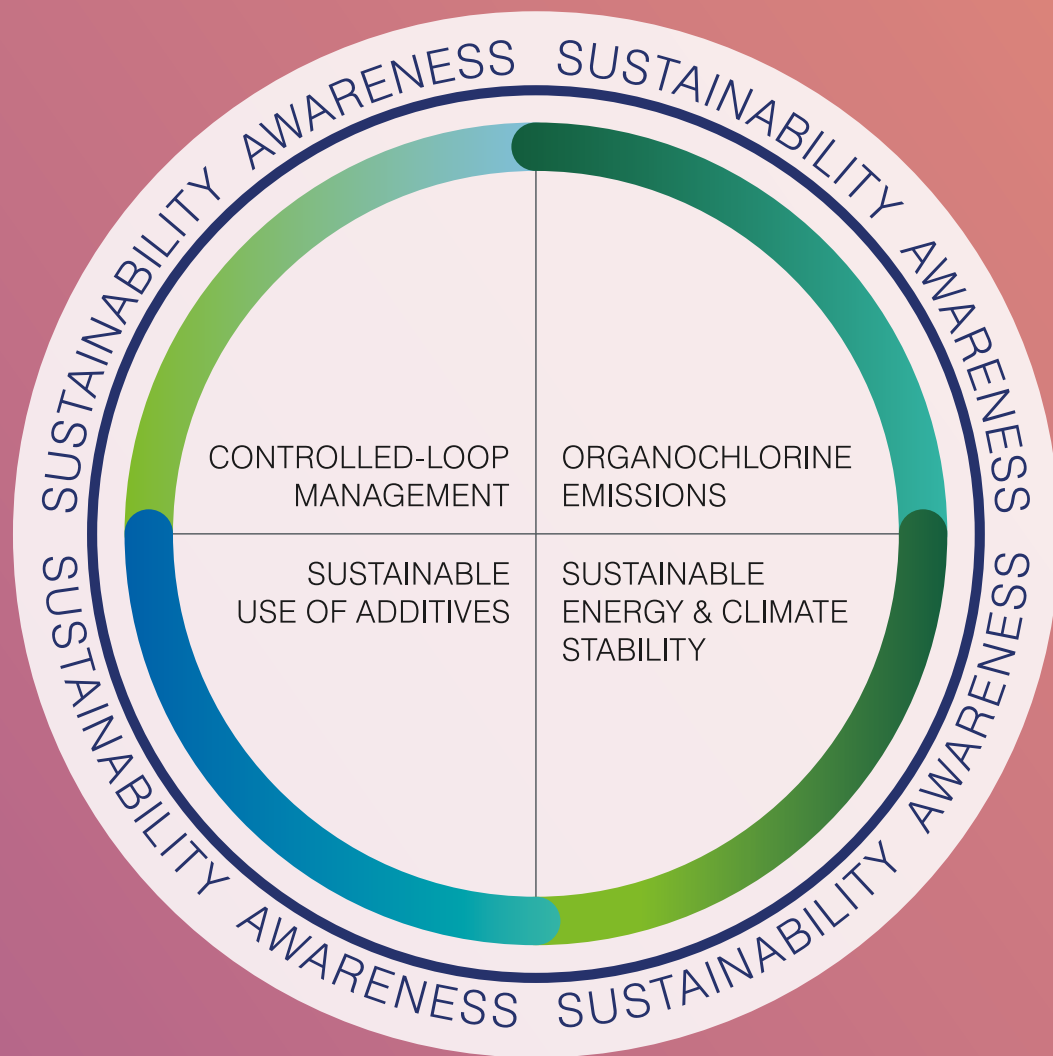 SUSTAINABILITY AWARENESS
SUSTAINABILITY AWARENESS
SUSTAINABILITY AWARENESS
SUSTAINABILITY AWARENESS
CONTROLLED-LOOP
MANAGEMENT
ORGANOCHLORINE
EMISSIONS
SUSTAINABLE
USE OF ADDITIVES
SUSTAINABLE
ENERGY & CLIMATE
STABILITY